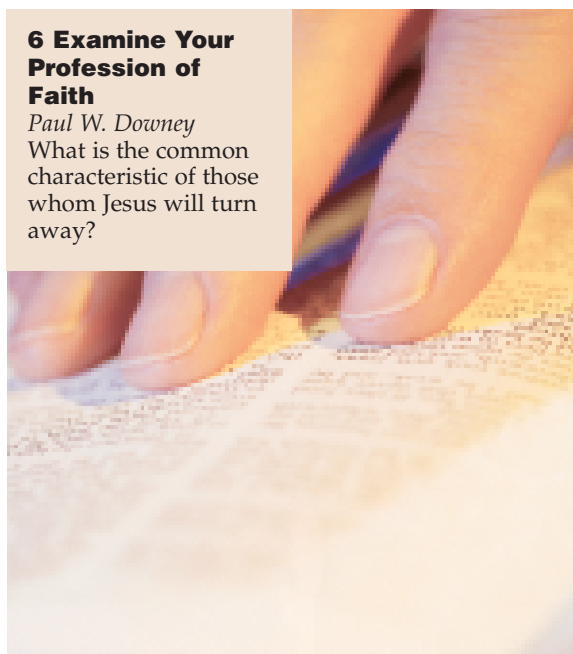 6 Examine Your
Profession of
Faith
Paul W. Downey
What is the common
characteristic of those
whom Jesus will turn
away?